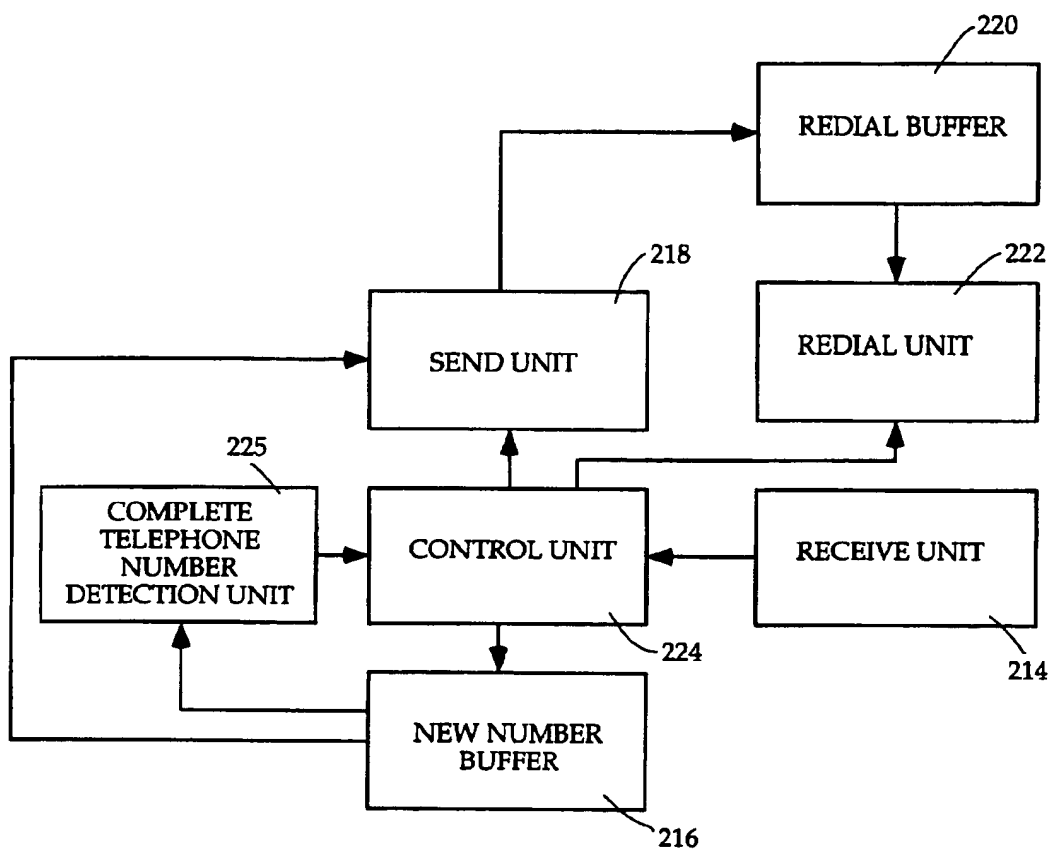 220
REDIAL BUFFER
218
222
SEND UNIT
REDIAL UNIT
225
COMPLETE
TELEPHONE
NUMBER
DETECTION UNIT
CONTROL UNIT
RECEIVE UNIT
224
214
NEW NUMBER
BUFFER
216